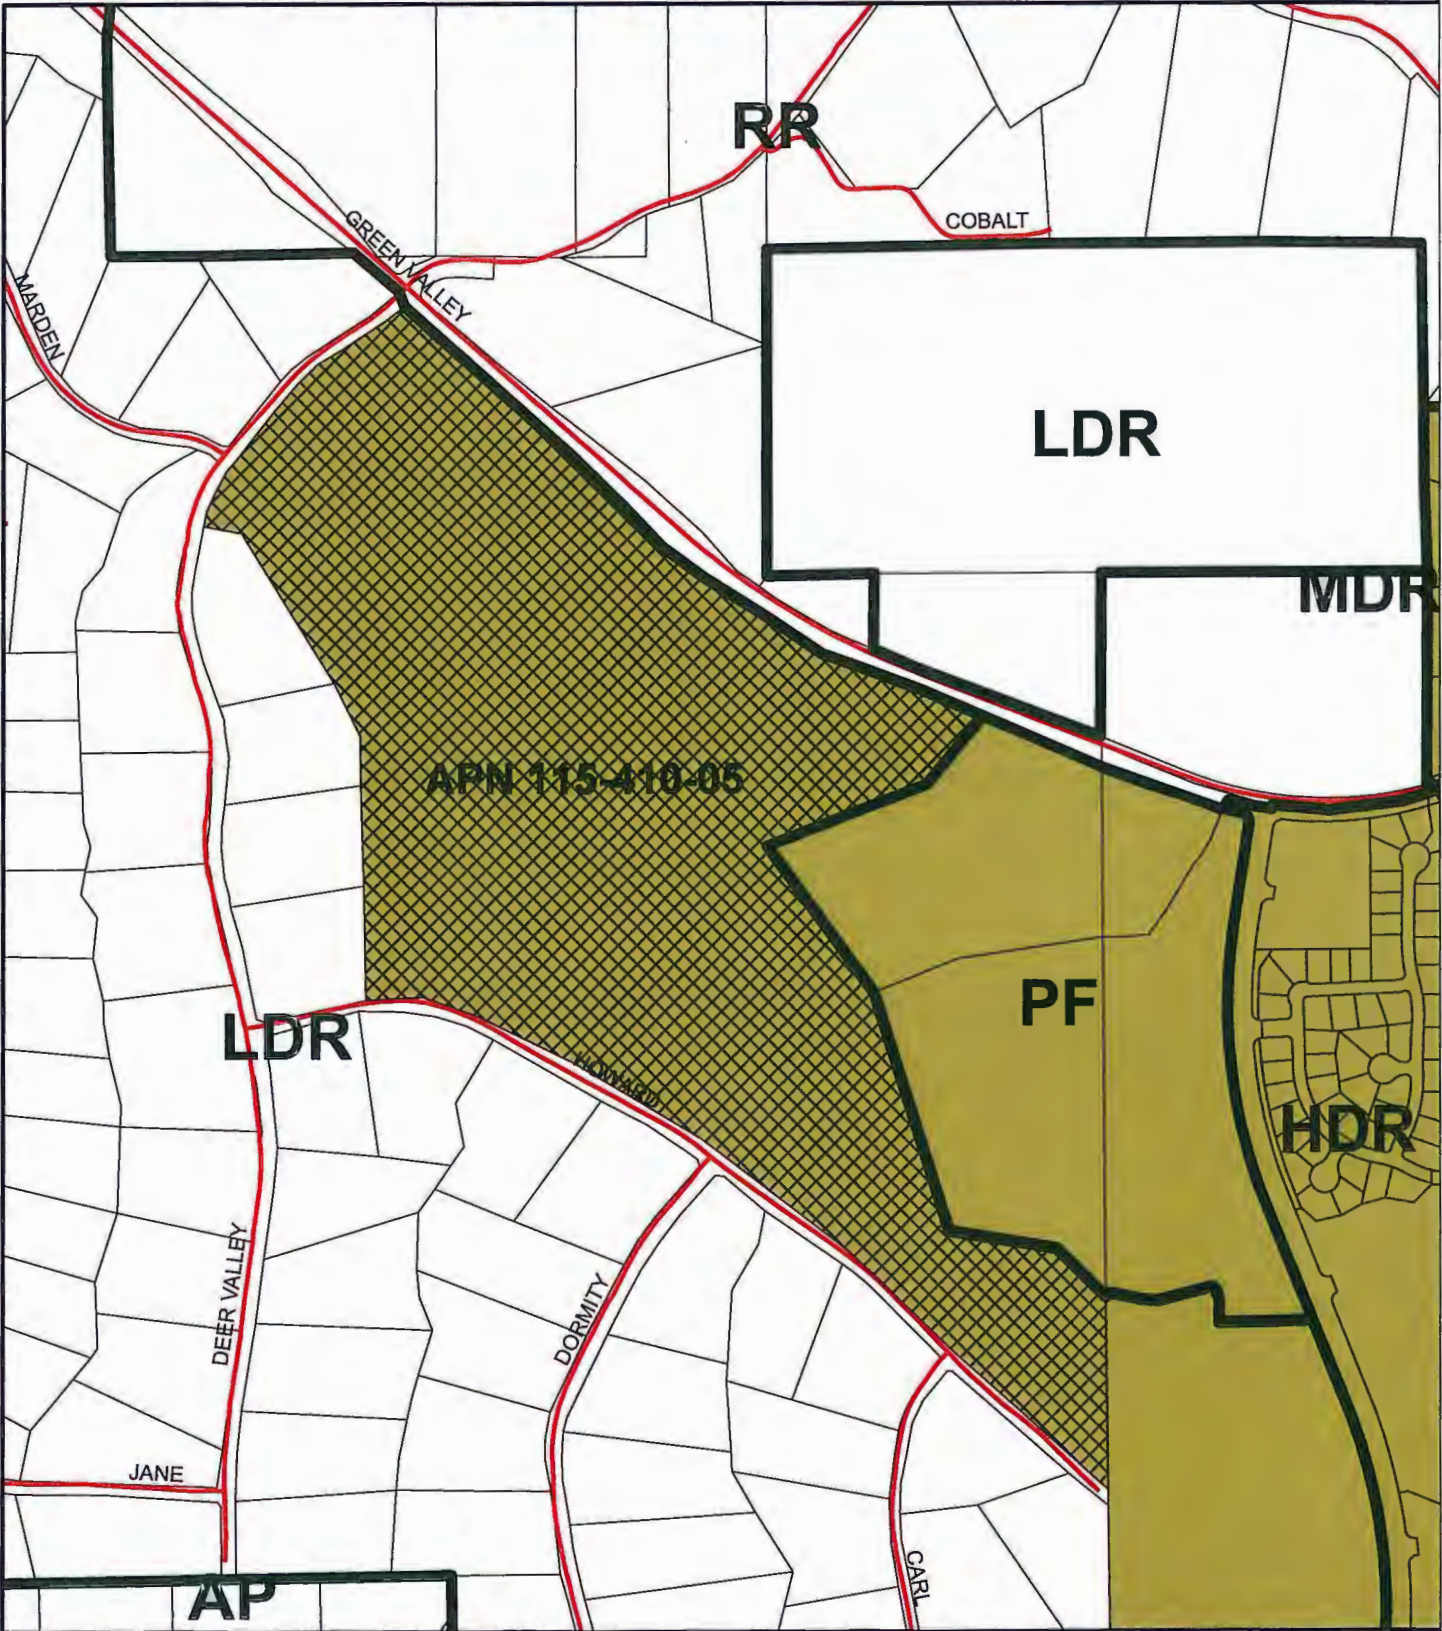 RR
COBALT
GREEN VALLEY
MARDEN
LDR
MDR
APN 115-410-05
PF
LDR
HOWARD
HDR
DEER VALLEY
DORMITY
JANE
CARL
AP